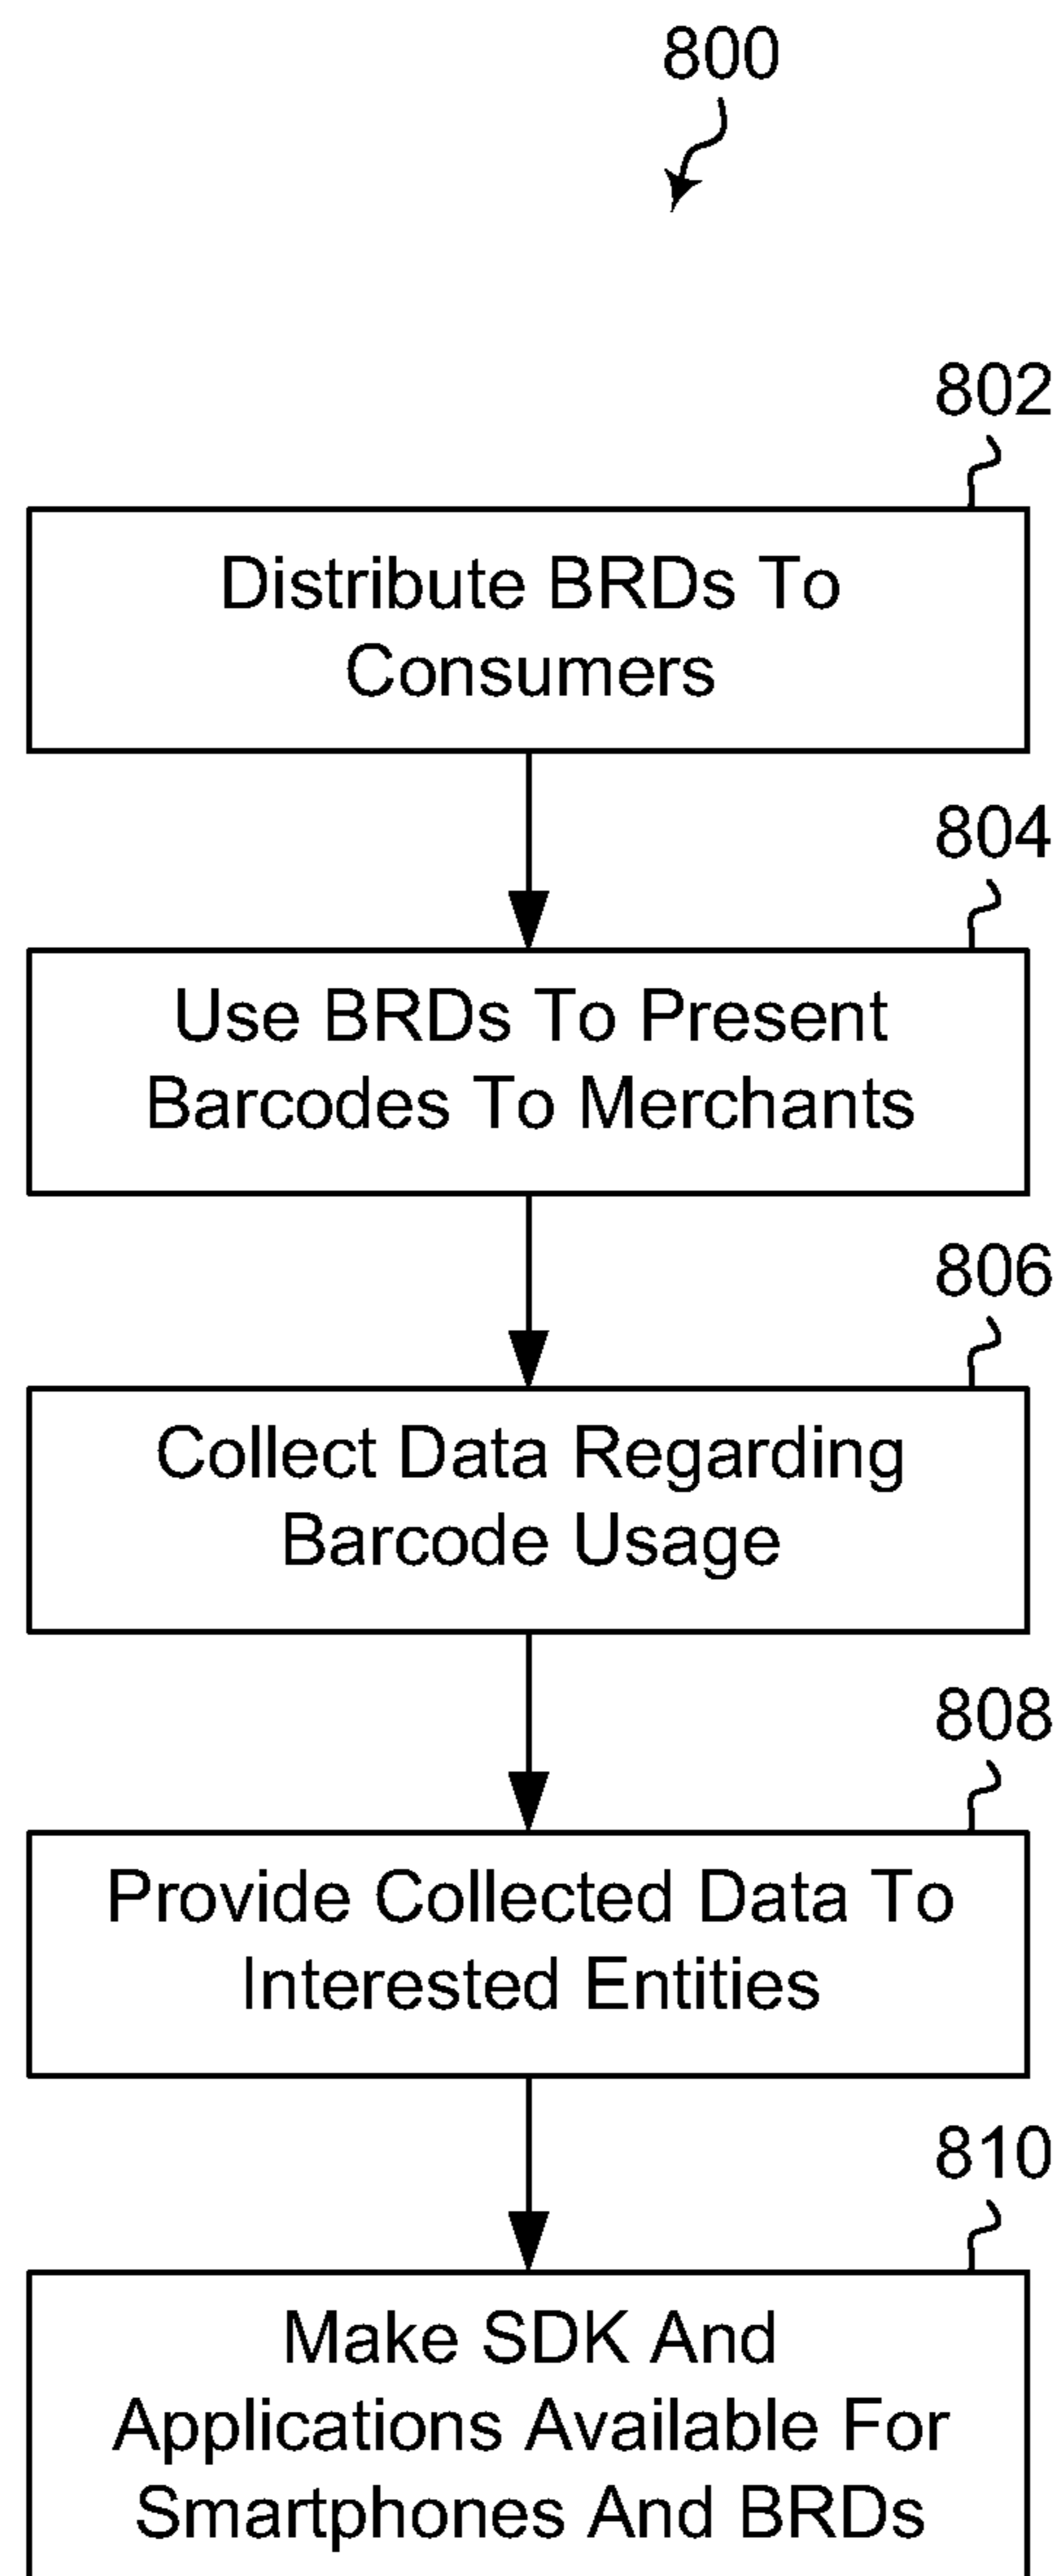 800
802
Distribute BRDs To
Consumers
804
Use BRDs To Present
Barcodes To Merchants
806
Collect Data Regarding
Barcode Usage
808
Provide Collected Data To
Interested Entities
810
Make SDK And
Applications Available For
Smartphones And BRDs